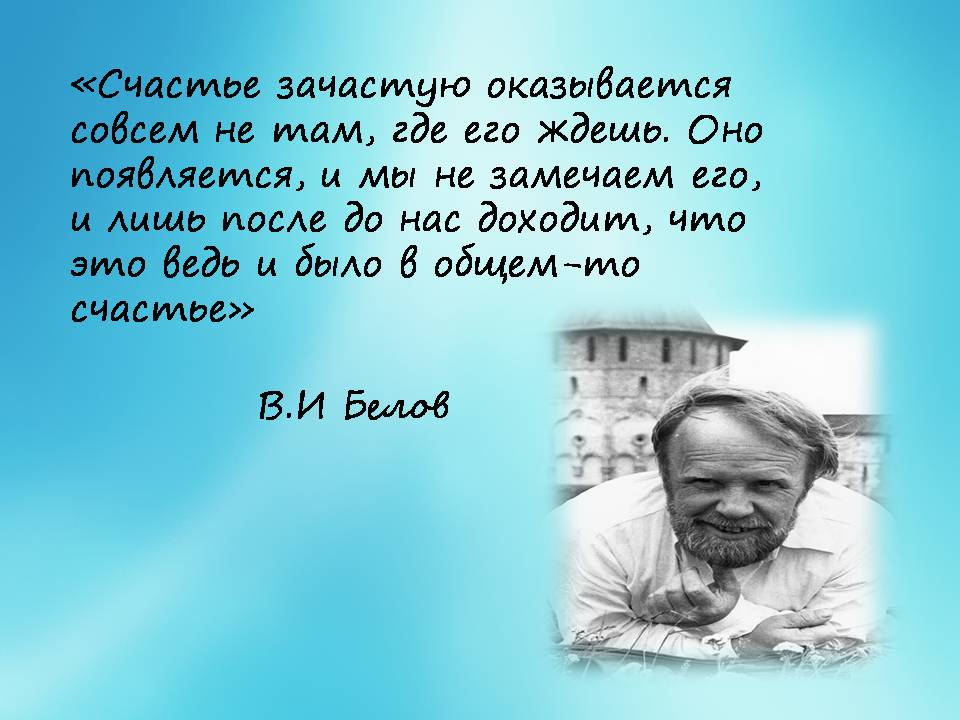 «Счастье зачастую оказывается
совсем не там, где его ждешь. Оно
появляется, и мы не замечаем его,
и лишь после до нас доходит, что
это ведь и было в общем-то
счастье»
В.И Белов